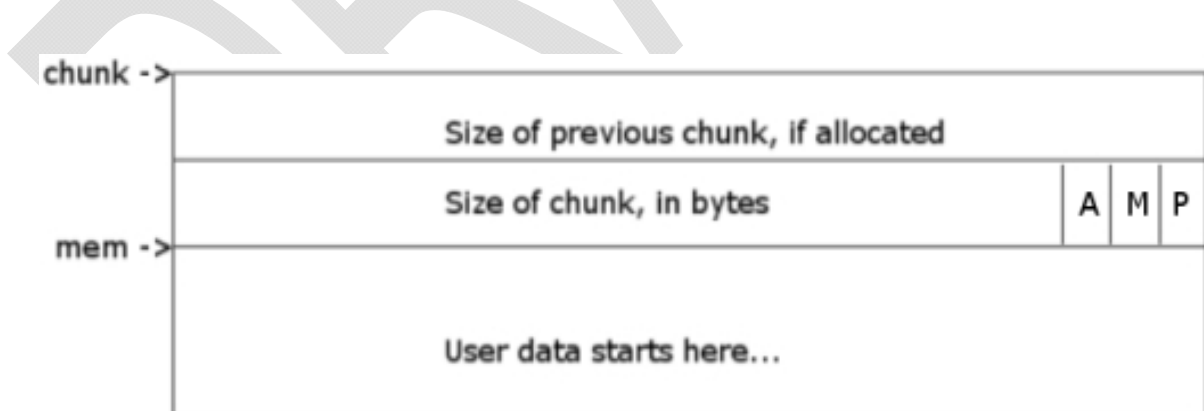 chunk ->
Size of previous chunk, if allocated
Size of chunk, in bytes A M P
mem ->
User data starts here...